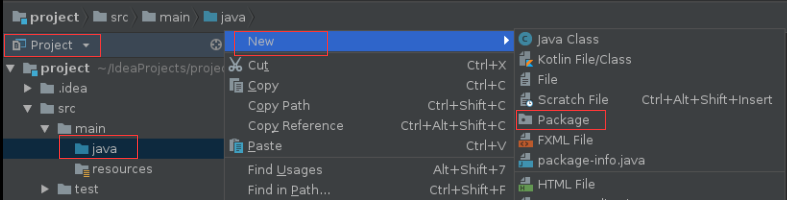 project src main java
Project
project ~/IdeaProjects/projec
.idea
src
main
java
resources
test
New
Cut Ctrl+X
Copy Ctrl+C
Copy Path Ctrl+Shift+C
Copy Reference Ctrl+Alt+Shift+C
Paste Ctrl+V
Find Usages Alt+Shift+7
Find in Path... Ctrl+Shift+F
Java Class
Kotlin File/Class
File
Scratch File Ctrl+Alt+Shift+Insert
Package
FXML File
package-info.java
HTML File